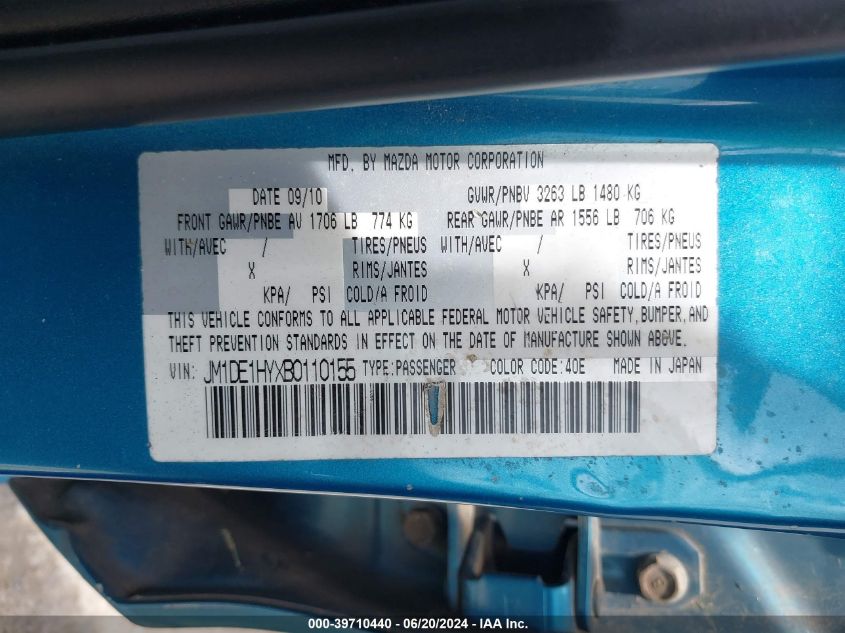 MFD. BY MAZDA MOTOR CORPORATION
DATE 09/10 GVWR/PNBV 3263 LB 1480 KG
FRONT GAWR/PNBE AV 1706 LB 774 KG REAR GAWR/PNBE AR 1556 LB 706 KG
WITH/AVEC / TIRES/PNEUS WITH/AVEC / TIRES/PNEUS
X RIMS/JANTES X RIMS/JANTES
KPA/ PSI COLD/A FROID KPA/ PSI COLD/A FROID
THIS VEHICLE CONFORMS TO ALL APPLICABLE FEDERAL MOTOR VEHICLE SAFETY, BUMPER, AND
THEFT PREVENTION STANDARDS IN EFFECT ON THE DATE OF MANUFACTURE SHOWN ABOVE.
VIN: JM1DE1HYXB0110155 TYPE:PASSENGER COLOR CODE:40E MADE IN JAPAN
000-39710440 - 06/20/2024 - IAA Inc.